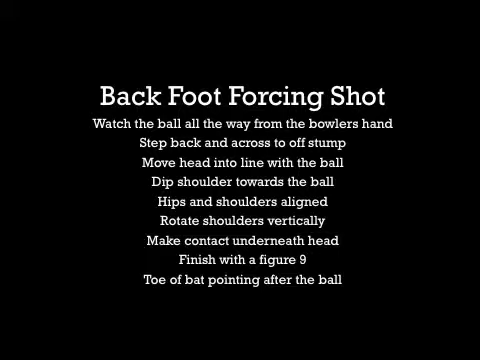 Back Foot Forcing Shot
Watch the ball all the way from the bowlers hand
Step back and across to off stump
Move head into line with the ball
Dip shoulder towards the ball
Hips and shoulders aligned
Rotate shoulders vertically
Make contact underneath head
Finish with a figure 9
Toe of bat pointing after the ball